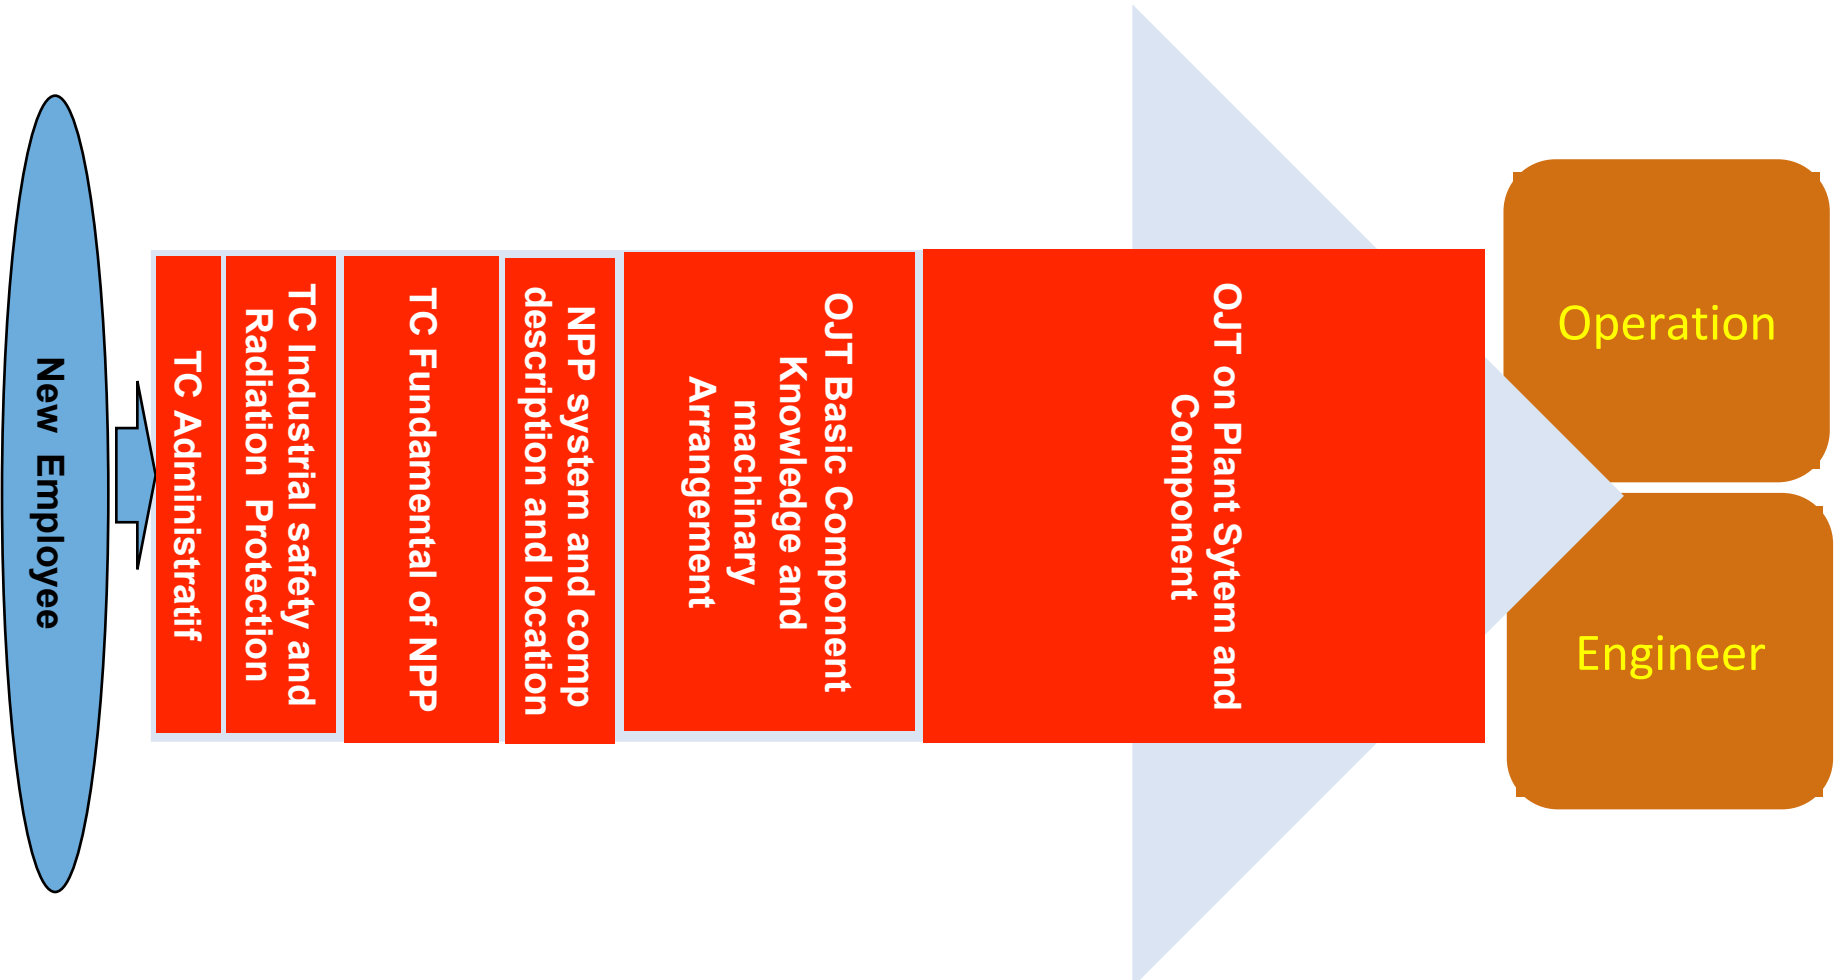 New Employee
TC Administratif
TC Industrial safety and
Radiation Protection
TC Fundamental of NPP
NPP system and comp
description and location
OJT Basic Component
Knowledge and
machinary
Arrangement
OJT on Plant Sytem and
Component
Operation
Engineer